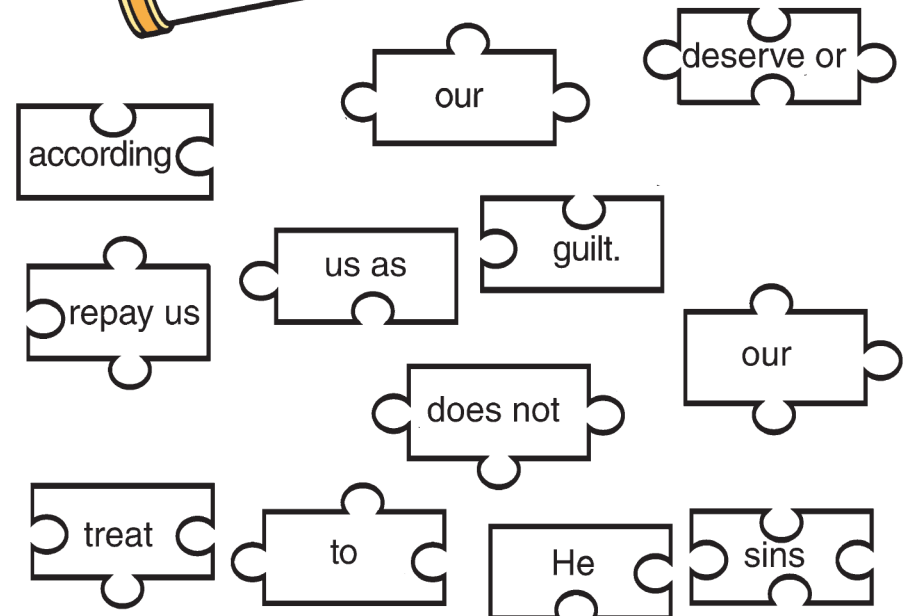 deserve or
our
according
guilt.
us as
repay us
our
does not
treat
to
He
sins